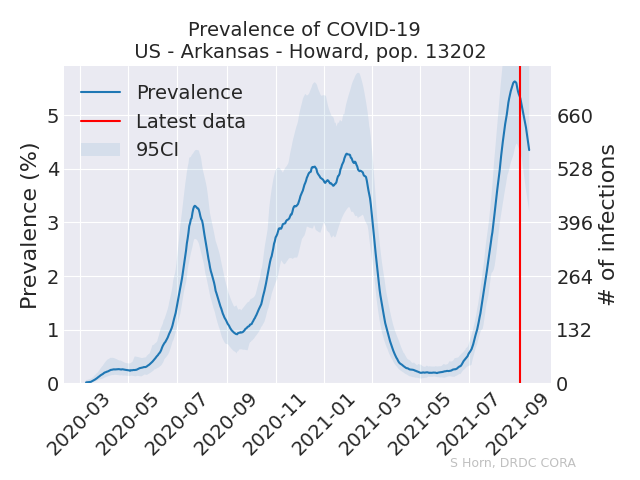 Prevalence of COVID-19
US - Arkansas - Howard, pop. 13202
Prevalence
Latest data
95CI
Prevalence (%)
5
4
3
2
1
0
# of infections
660
528
396
264
132
0
2020-03
2020-05
2020-07
2020-09
2020-11
2021-01
2021-03
2021-05
2021-07
2021-09
S Horn, DRDC CORA